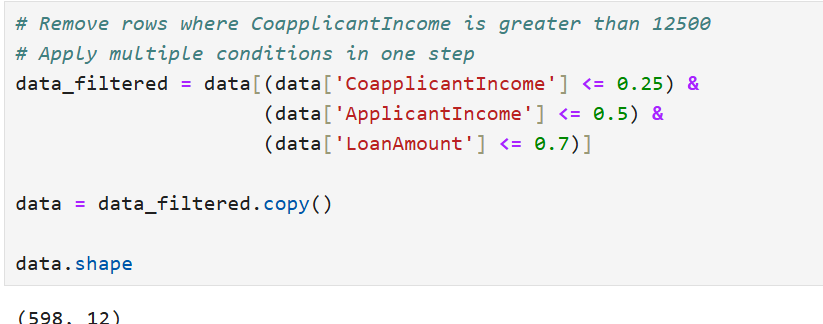 # Remove rows where CoapplicantIncome is greater than 12500
# Apply multiple conditions in one step
data_filtered = data[(data['CoapplicantIncome'] <= 0.25) &
(data['ApplicantIncome'] <= 0.5) &
(data['LoanAmount'] <= 0.7)]
data = data_filtered.copy()
data.shape
(598, 12)